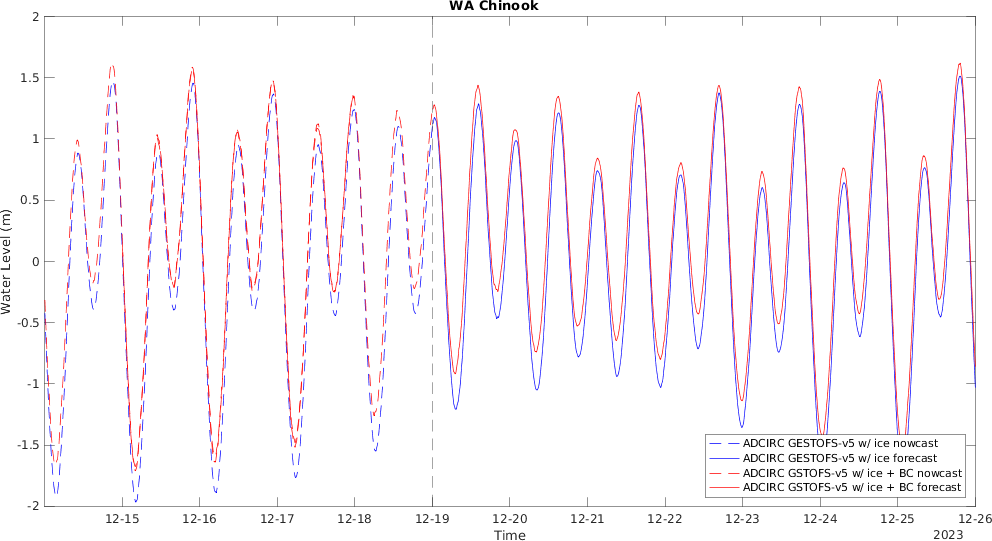 WA Chinook
2
1.5
1
0.5
0
-0.5
-1
-1.5
-2
Water Level (m)
ADCIRC GESTOFS-v5 w/ ice nowcast
ADCIRC GESTOFS-v5 w/ ice forecast
ADCIRC GSTOFS-v5 w/ ice + BC nowcast
ADCIRC GSTOFS-v5 w/ ice + BC forecast
12-15 12-16 12-17 12-18 12-19 12-20 12-21 12-22 12-23 12-24 12-25 12-26
Time
2023